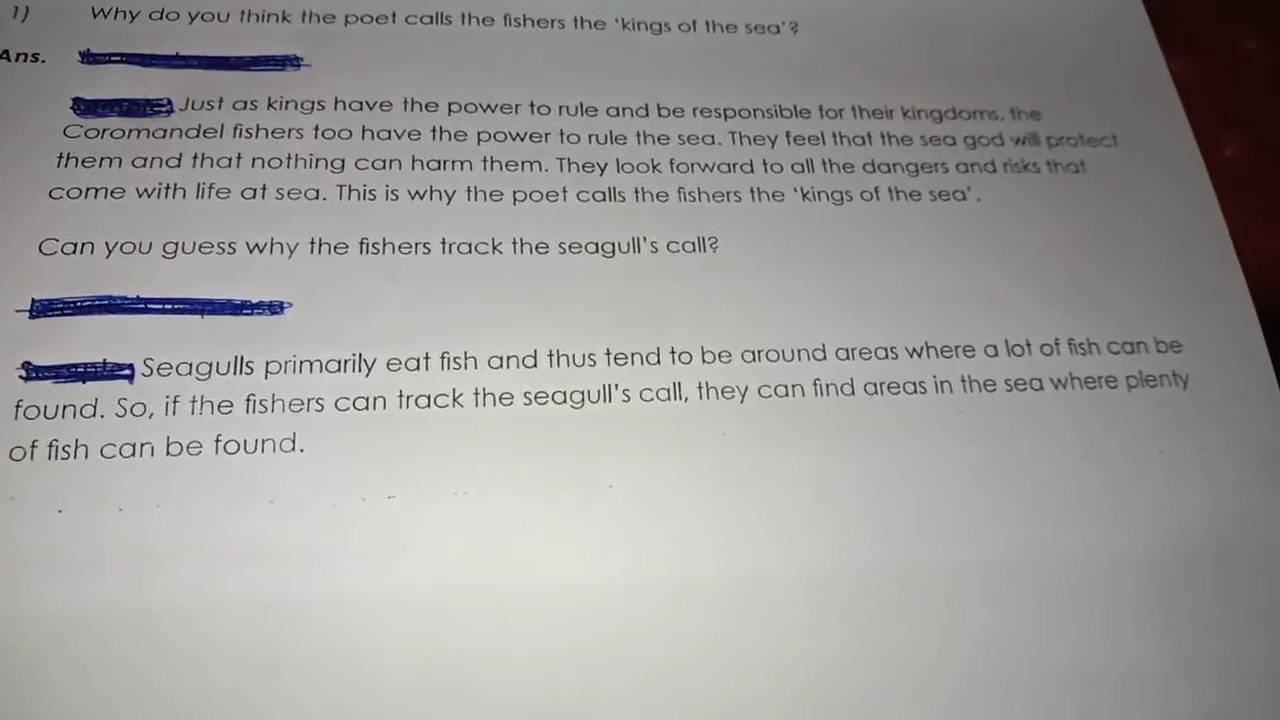 1) Why do you think the poet calls the fishers the 'kings of the sea'?
Ans.
Just as kings have the power to rule and be responsible for their kingdoms, the
Coromandel fishers too have the power to rule the sea. They feel that the sea god will protect
them and that nothing can harm them. They look forward to all the dangers and risks that
come with life at sea. This is why the poet calls the fishers the 'kings of the sea'.
Can you guess why the fishers track the seagull's call?
Seagulls primarily eat fish and thus tend to be around areas where a lot of fish can be
found. So, if the fishers can track the seagull's call, they can find areas in the sea where plenty
of fish can be found.